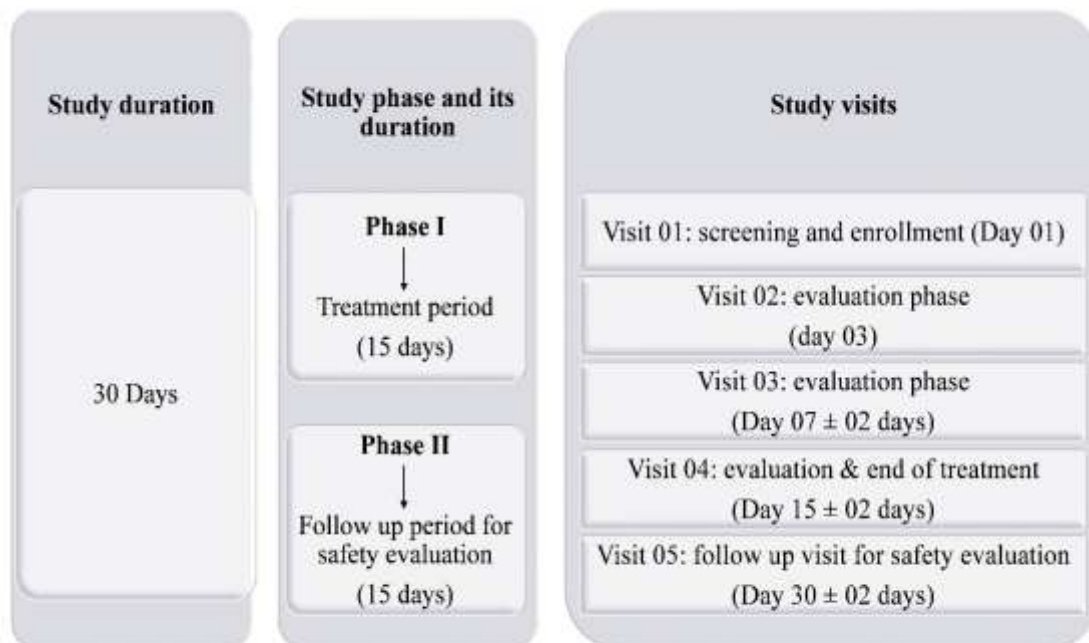 Study duration
30 Days
Study phase and its
duration
Phase I
Treatment period
(15 days)
Phase II
Follow up period for
safety evaluation
(15 days)
Study visits
Visit 01: screening and enrollment (Day 01)
Visit 02: evaluation phase
(day 03)
Visit 03: evaluation phase
(Day 07 ± 02 days)
Visit 04: evaluation & end of treatment
(Day 15 ± 02 days)
Visit 05: follow up visit for safety evaluation
(Day 30 ± 02 days)